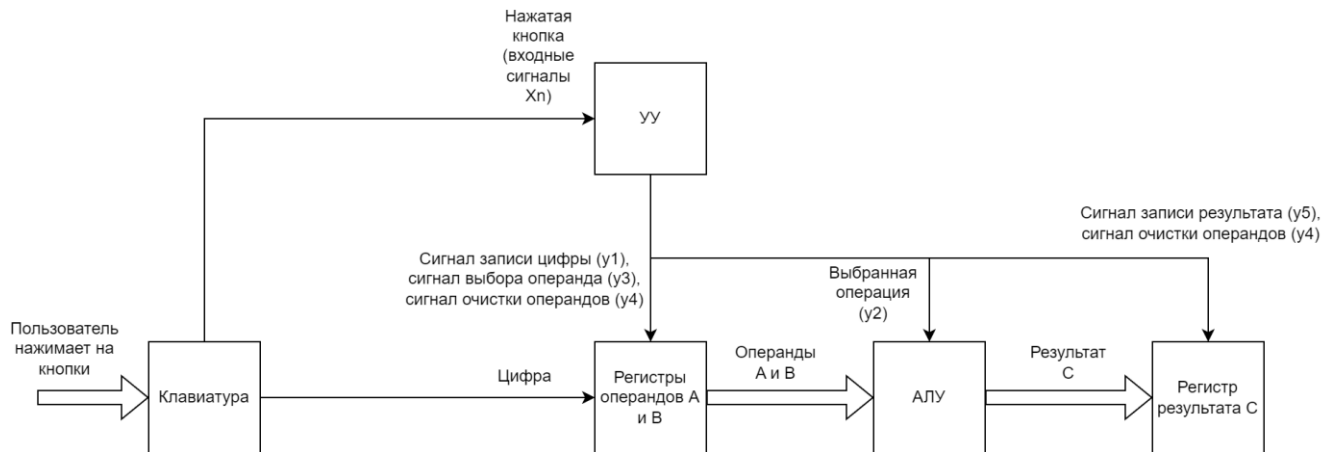 Нажатая
кнопка
(входные
сигналы
Xn)
УУ
Сигнал записи результата (y5),
сигнал очистки операндов (y4)
Сигнал записи цифры (y1),
сигнал выбора операнда (y3),
сигнал очистки операндов (y4)
Выбранная
операция
(y2)
Пользователь
нажимает на
кнопки
Клавиатура
Цифра
Регистры
операндов А
и В
Операнды
А и В
АЛУ
Результат
С
Регистр
результата С